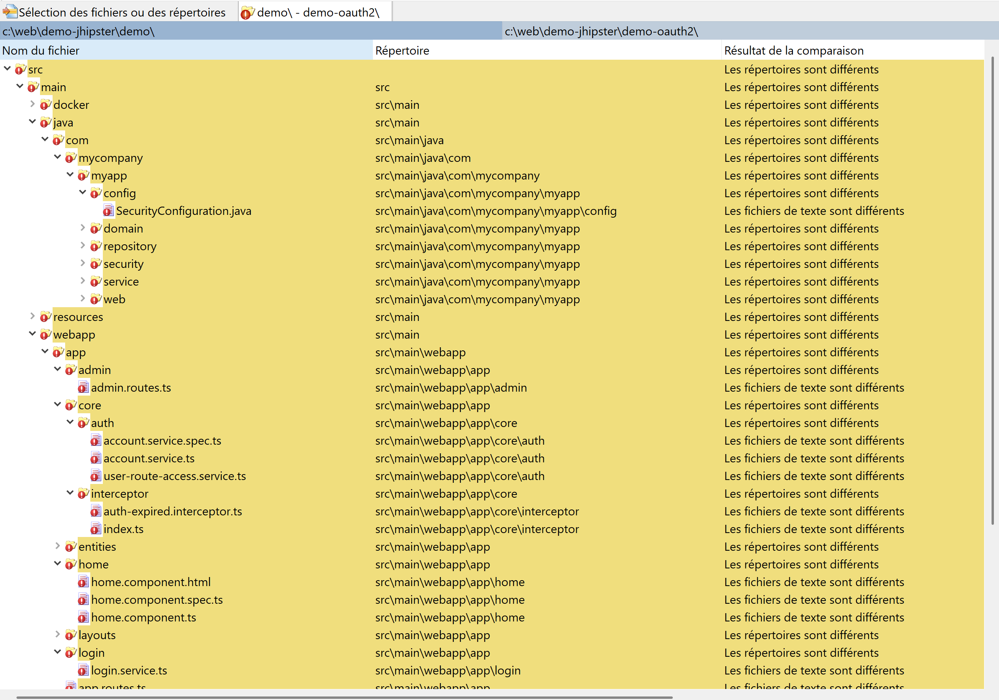 Sélection des fichiers ou des répertoires demo\ - demo-oauth2\
c:\web\demo-jhipster\demo\ c:\web\demo-jhipster\demo-oauth2\
Nom du fichier Répertoire Résultat de la comparaison
src Les répertoires sont différents
main src Les répertoires sont différents
docker src\main Les répertoires sont différents
java src\main Les répertoires sont différents
com src\main\java Les répertoires sont différents
mycompany src\main\java\com Les répertoires sont différents
myapp src\main\java\com\mycompany Les répertoires sont différents
config src\main\java\com\mycompany\myapp Les répertoires sont différents
SecurityConfiguration.java src\main\java\com\mycompany\myapp\config Les fichiers de texte sont différents
domain src\main\java\com\mycompany\myapp Les répertoires sont différents
repository src\main\java\com\mycompany\myapp Les répertoires sont différents
security src\main\java\com\mycompany\myapp Les répertoires sont différents
service src\main\java\com\mycompany\myapp Les répertoires sont différents
web src\main\java\com\mycompany\myapp Les répertoires sont différents
resources src\main Les répertoires sont différents
webapp src\main Les répertoires sont différents
app src\main\webapp Les répertoires sont différents
admin src\main\webapp\app Les répertoires sont différents
admin.routes.ts src\main\webapp\app\admin Les fichiers de texte sont différents
core src\main\webapp\app Les répertoires sont différents
auth src\main\webapp\app\core Les répertoires sont différents
account.service.spec.ts src\main\webapp\app\core\auth Les fichiers de texte sont différents
account.service.ts src\main\webapp\app\core\auth Les fichiers de texte sont différents
user-route-access.service.ts src\main\webapp\app\core\auth Les fichiers de texte sont différents
interceptor src\main\webapp\app\core Les répertoires sont différents
auth-expired.interceptor.ts src\main\webapp\app\core\interceptor Les fichiers de texte sont différents
index.ts src\main\webapp\app\core\interceptor Les fichiers de texte sont différents
entities src\main\webapp\app Les répertoires sont différents
home src\main\webapp\app Les répertoires sont différents
home.component.html src\main\webapp\app\home Les fichiers de texte sont différents
home.component.spec.ts src\main\webapp\app\home Les fichiers de texte sont différents
home.component.ts src\main\webapp\app\home Les fichiers de texte sont différents
layouts src\main\webapp\app Les répertoires sont différents
login src\main\webapp\app Les répertoires sont différents
login.service.ts src\main\webapp\app\login Les fichiers de texte sont différents
app.routes.ts src\main\webapp\app Les fichiers de texte sont différents